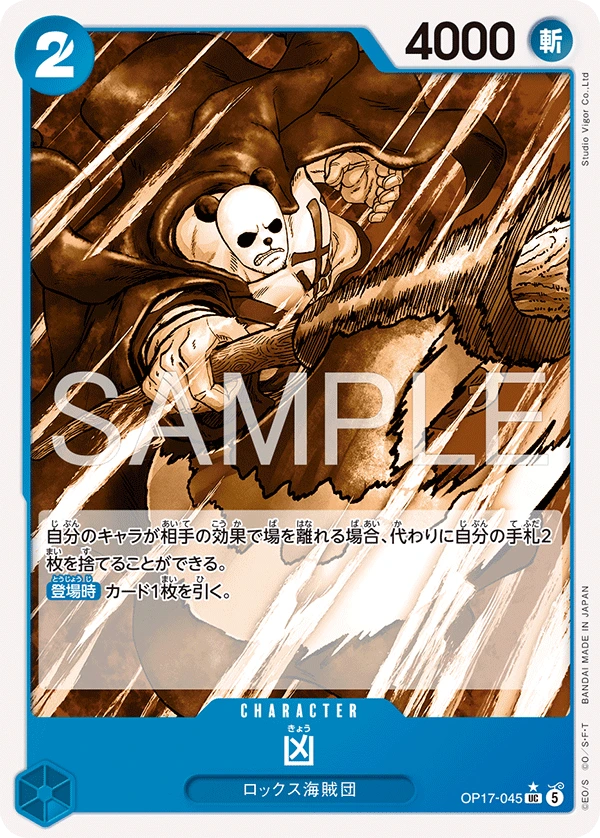 2
4000 斬
Studio Vigor Co.,Ltd
SAMPLE
自分のキャラが相手の効果で場を離れる場合、代わりに自分の手札2
枚を捨てることができる。
登場時 カード1枚を引く。
CHARACTER
きょう
凶
ロックス海賊団
OP17-045 UC 5
©E.O/S ©O/S・F・T BANDAI MADE IN JAPAN